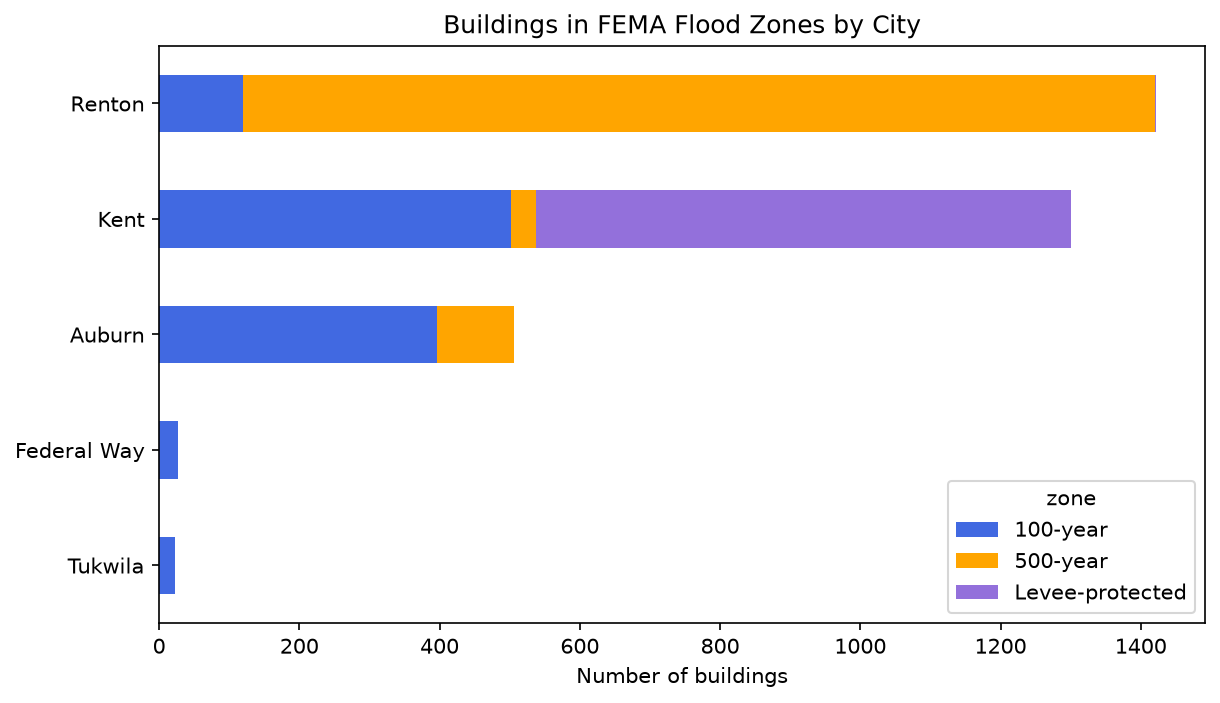 Buildings in FEMA Flood Zones by City
Renton
Kent
Auburn
Federal Way
Tukwila
zone
100-year
500-year
Levee-protected
0 200 400 600 800 1000 1200 1400
Number of buildings